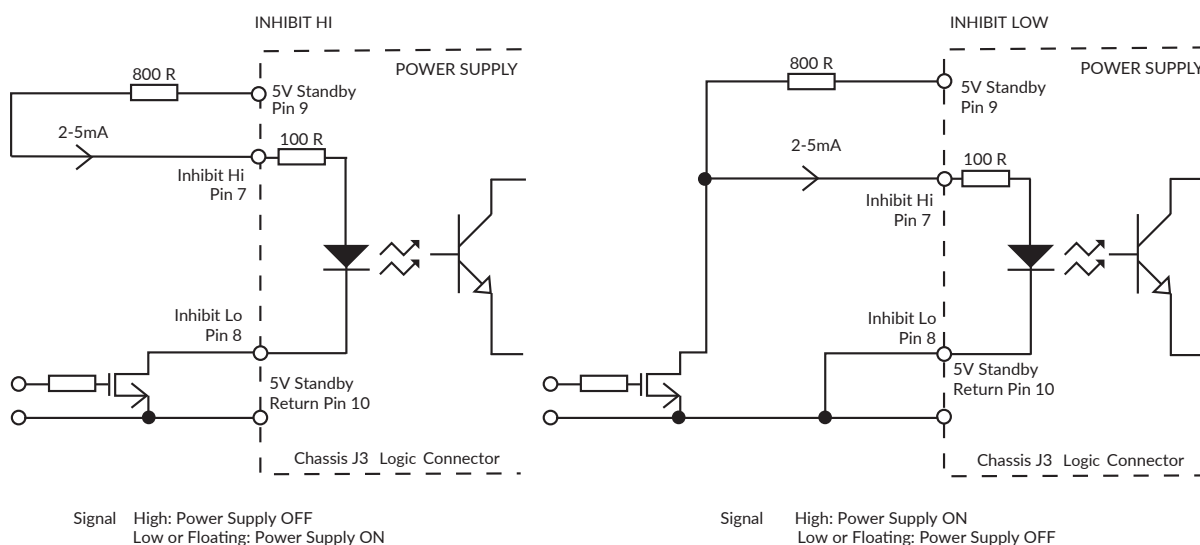 INHIBIT HI
POWER SUPPLY
800 R
5V Standby
Pin 9
2-5mA
100 R
Inhibit Hi
Pin 7
Inhibit Lo
Pin 8
5V Standby
Return Pin 10
Chassis J3 Logic Connector
Signal High: Power Supply OFF
Low or Floating: Power Supply ON
INHIBIT LOW
POWER SUPPLY
800 R
5V Standby
Pin 9
2-5mA
100 R
Inhibit Hi
Pin 7
Inhibit Lo
Pin 8
5V Standby
Return Pin 10
Chassis J3 Logic Connector
Signal High: Power Supply ON
Low or Floating: Power Supply OFF